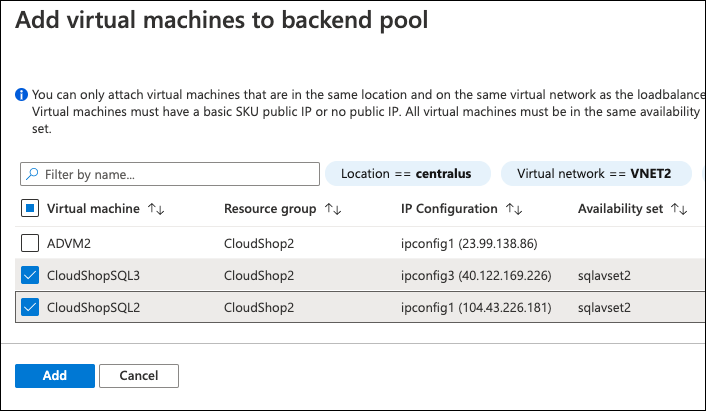 Add virtual machines to backend pool
You can only attach virtual machines that are in the same location and on the same virtual network as the loadbalance
Virtual machines must have a basic SKU public IP or no public IP. All virtual machines must be in the same availability
set.
Filter by name... Location == centralus Virtual network == VNET2
Virtual machine ↑↓ Resource group ↑↓ IP Configuration ↑↓ Availability set ↑↓
ADVM2 CloudShop2 ipconfig1 (23.99.138.86)
CloudShopSQL3 CloudShop2 ipconfig3 (40.122.169.226) sqlavset2
CloudShopSQL2 CloudShop2 ipconfig1 (104.43.226.181) sqlavset2
Add Cancel